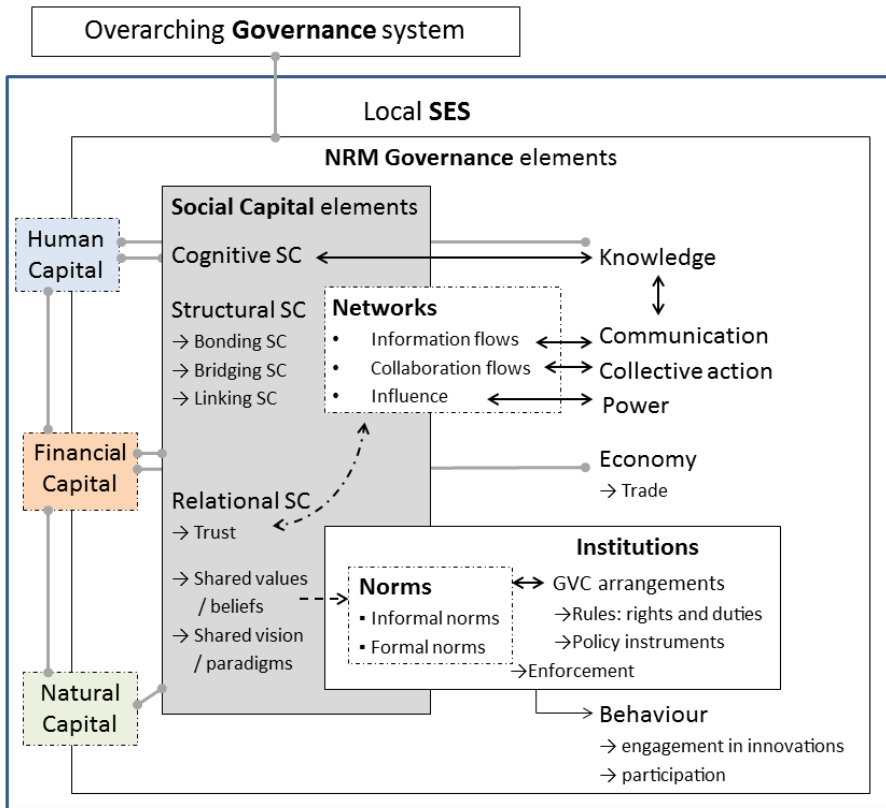 Overarching Governance system
Local SES
NRM Governance elements
Social Capital elements
Human
Capital
Cognitive SC
Knowledge
Structural SC
→ Bonding SC
→ Bridging SC
→ Linking SC
Networks
• Information flows
• Collaboration flows
• Influence
Communication
Collective action
Power
Financial
Capital
Economy
→ Trade
Relational SC
→ Trust
→ Shared values
/ beliefs
→ Shared vision
/ paradigms
Institutions
Norms
▪ Informal norms
▪ Formal norms
GVC arrangements
→Rules: rights and duties
→Policy instruments
→Enforcement
Natural
Capital
Behaviour
→ engagement in innovations
→ participation